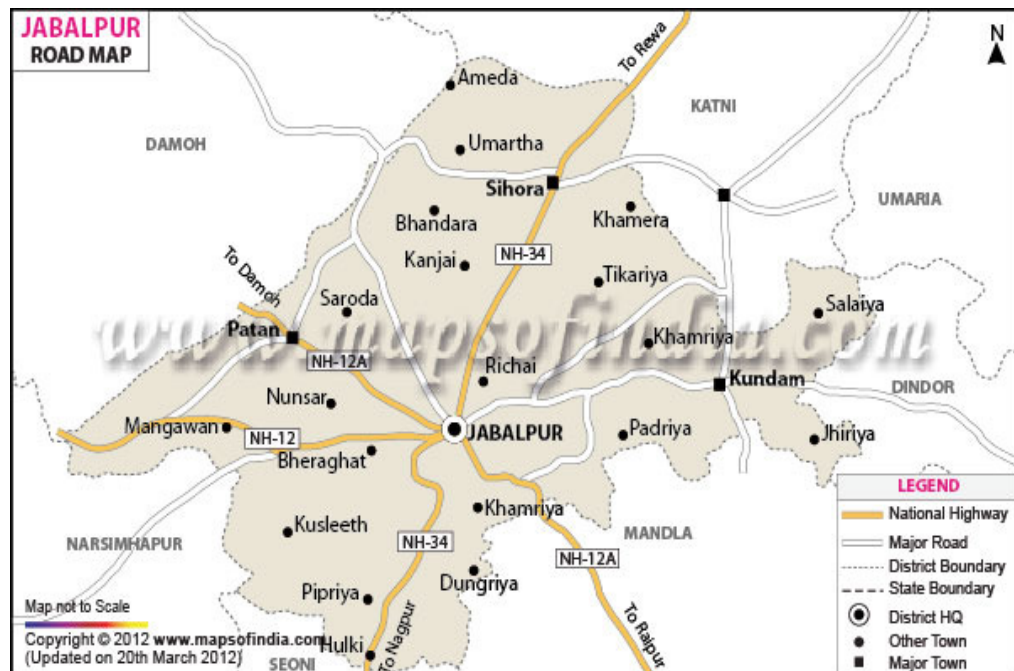 JABALPUR
ROAD MAP
N
To Rewa
Ameda
KATNI
DAMOH
Umartha
Sihora
UMARIA
Bhandara
Khamera
NH-34
Kanjai
To Damoh
Tikariya
Saroda
Salaiya
www.mapsofindia.com
Patan
Khamriya
NH-12A
Richai
Kundam
DINDOR
Nunsar
Mangawan
NH-12
JABALPUR
Padriya
Jhiriya
Bheraghat
LEGEND
Khamriya
National Highway
Kusleeth
MANDLA
NARSIMHAPUR
NH-34
Major Road
NH-12A
District Boundary
Dungriya
State Boundary
Pipriya
Map not to Scale
District HQ
Copyright © 2012 www.mapsofindia.com
(Updated on 20th March 2012)
Hulki
To Nagpur
To Raipur
Other Town
SEONI
Major Town